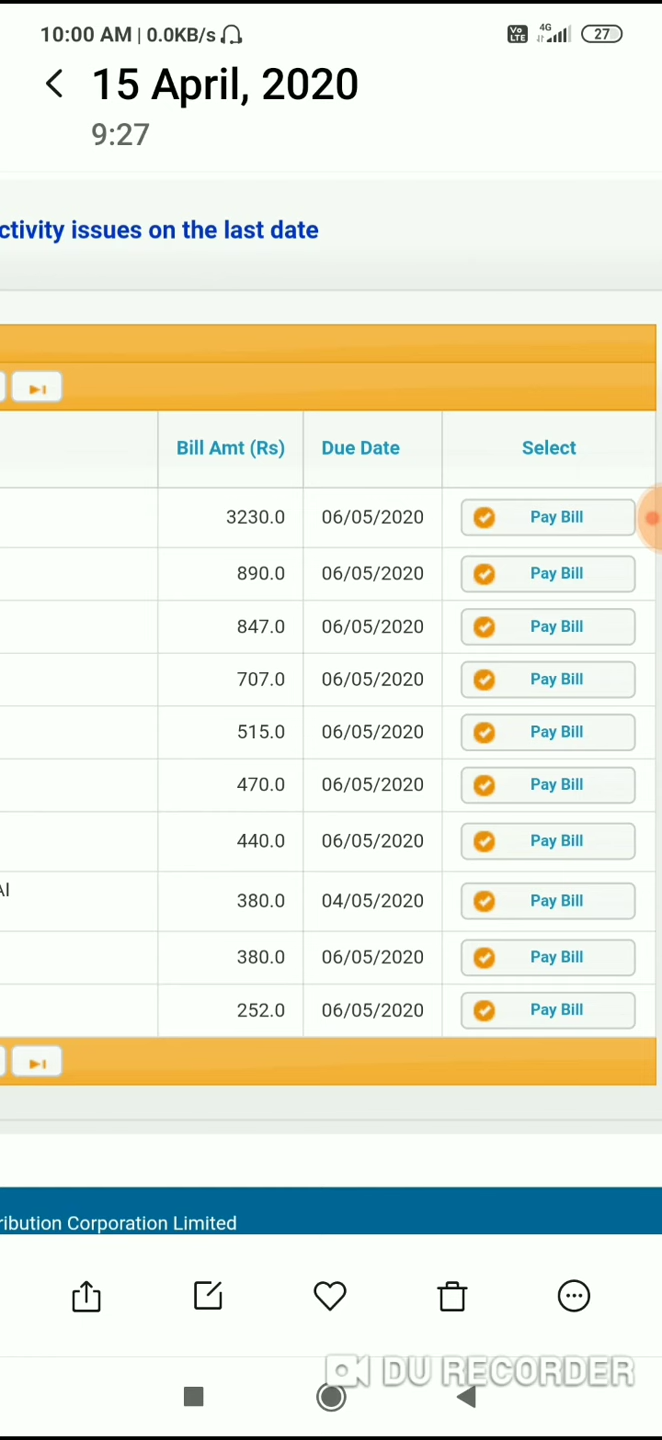 10:00 AM | 0.0KB/s
Vo LTE 4G 27
15 April, 2020
9:27
ctivity issues on the last date
Bill Amt (Rs) Due Date Select
3230.0 06/05/2020 Pay Bill
890.0 06/05/2020 Pay Bill
847.0 06/05/2020 Pay Bill
707.0 06/05/2020 Pay Bill
515.0 06/05/2020 Pay Bill
470.0 06/05/2020 Pay Bill
440.0 06/05/2020 Pay Bill
AI
380.0 04/05/2020 Pay Bill
380.0 06/05/2020 Pay Bill
252.0 06/05/2020 Pay Bill
ribution Corporation Limited
DU RECORDER